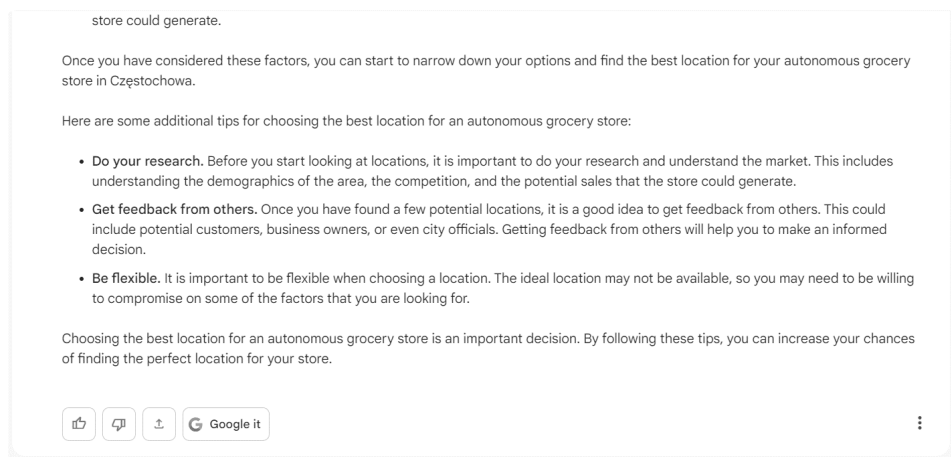 store could generate.
Once you have considered these factors, you can start to narrow down your options and find the best location for your autonomous grocery
store in Częstochowa.
Here are some additional tips for choosing the best location for an autonomous grocery store:
• Do your research. Before you start looking at locations, it is important to do your research and understand the market. This includes
understanding the demographics of the area, the competition, and the potential sales that the store could generate.
• Get feedback from others. Once you have found a few potential locations, it is a good idea to get feedback from others. This could
include potential customers, business owners, or even city officials. Getting feedback from others will help you to make an informed
decision.
• Be flexible. It is important to be flexible when choosing a location. The ideal location may not be available, so you may need to be willing
to compromise on some of the factors that you are looking for.
Choosing the best location for an autonomous grocery store is an important decision. By following these tips, you can increase your chances
of finding the perfect location for your store.
Google it